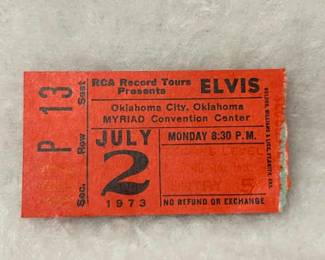 P 13
Sec. Row Seat
RCA Record Tours
Presents
ELVIS
Oklahoma City, Oklahoma
MYRIAD Convention Center
JULY
2
1973
MONDAY 8:30 P.M.
NO REFUND OR EXCHANGE